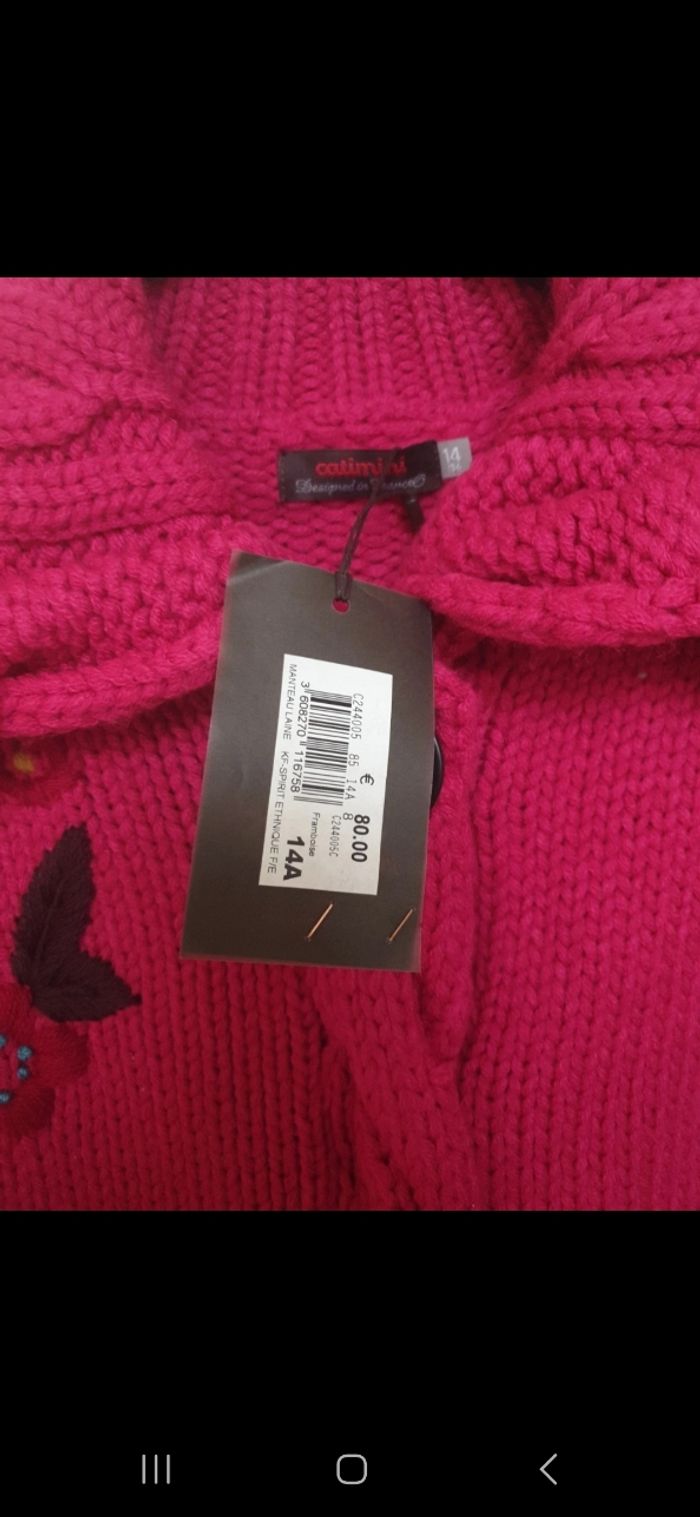 catimini
Designed in France
14
C244005 85 14A
€ 80.00
8
C244005C
3 608270 116758
Framboise
14A
MANTEAU LAINE KF-SPIRIT ETHNIQUE F/E